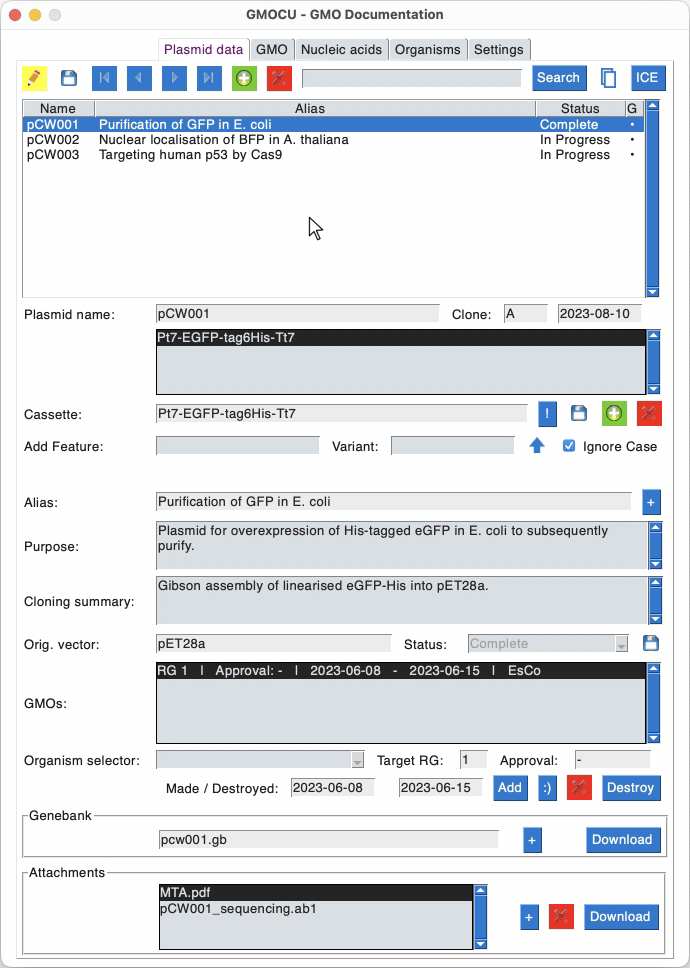 GMOCU - GMO Documentation
Plasmid data GMO Nucleic acids Organisms Settings
Search ICE
Name Alias Status G
pCW001 Purification of GFP in E. coli Complete •
pCW002 Nuclear localisation of BFP in A. thaliana In Progress •
pCW003 Targeting human p53 by Cas9 In Progress •
Plasmid name: pCW001 Clone: A 2023-08-10
Pt7-EGFP-tag6His-Tt7
Cassette: Pt7-EGFP-tag6His-Tt7 !
Add Feature: Variant: Ignore Case
Alias: Purification of GFP in E. coli +
Purpose: Plasmid for overexpression of His-tagged eGFP in E. coli to subsequently
purify.
Cloning summary: Gibson assembly of linearised eGFP-His into pET28a.
Orig. vector: pET28a Status: Complete
GMOs: RG 1 | Approval: - | 2023-06-08 - 2023-06-15 | EsCo
Organism selector: Target RG: 1 Approval: -
Made / Destroyed: 2023-06-08 2023-06-15 Add :) Destroy
Genebank
pcw001.gb + Download
Attachments
MTA.pdf
pCW001_sequencing.ab1 + Download